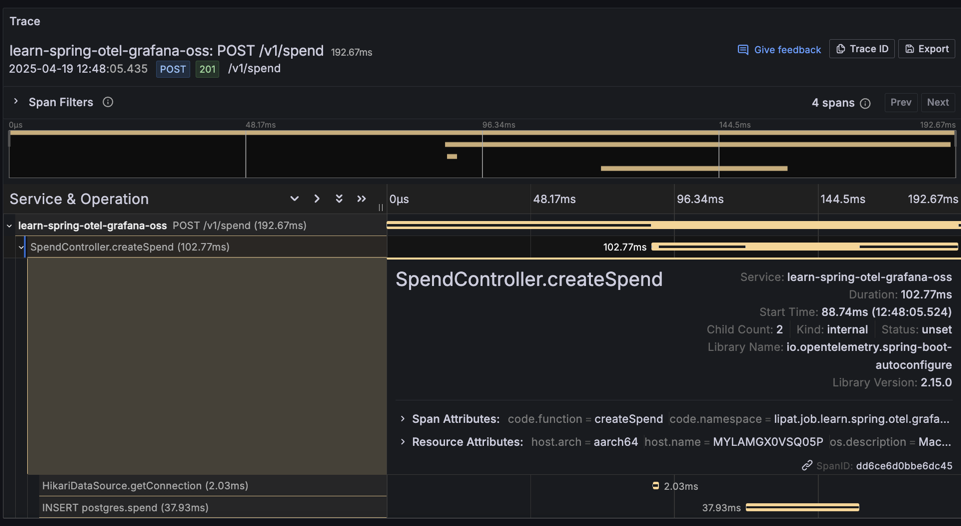 Trace
learn-spring-otel-grafana-oss: POST /v1/spend 192.67ms
Give feedback Trace ID Export
2025-04-19 12:48:05.435 POST 201 /v1/spend
Span Filters 4 spans Prev Next
0μs 48.17ms 96.34ms 144.5ms 192.67ms
Service & Operation 0μs 48.17ms 96.34ms 144.5ms 192.67ms
learn-spring-otel-grafana-oss POST /v1/spend (192.67ms)
SpendController.createSpend (102.77ms) 102.77ms
SpendController.createSpend
Service: learn-spring-otel-grafana-oss
Duration: 102.77ms
Start Time: 88.74ms (12:48:05.524)
Child Count: 2 Kind: internal Status: unset
Library Name: io.opentelemetry.spring-boot-
autoconfigure
Library Version: 2.15.0
Span Attributes: code.function = createSpend code.namespace = lipat.job.learn.spring.otel.grafa...
Resource Attributes: host.arch = aarch64 host.name = MYLAMGX0VSQ05P os.description = Mac...
SpanID: dd6ce6d0bbe6dc45
HikariDataSource.getConnection (2.03ms) 2.03ms
INSERT postgres.spend (37.93ms) 37.93ms